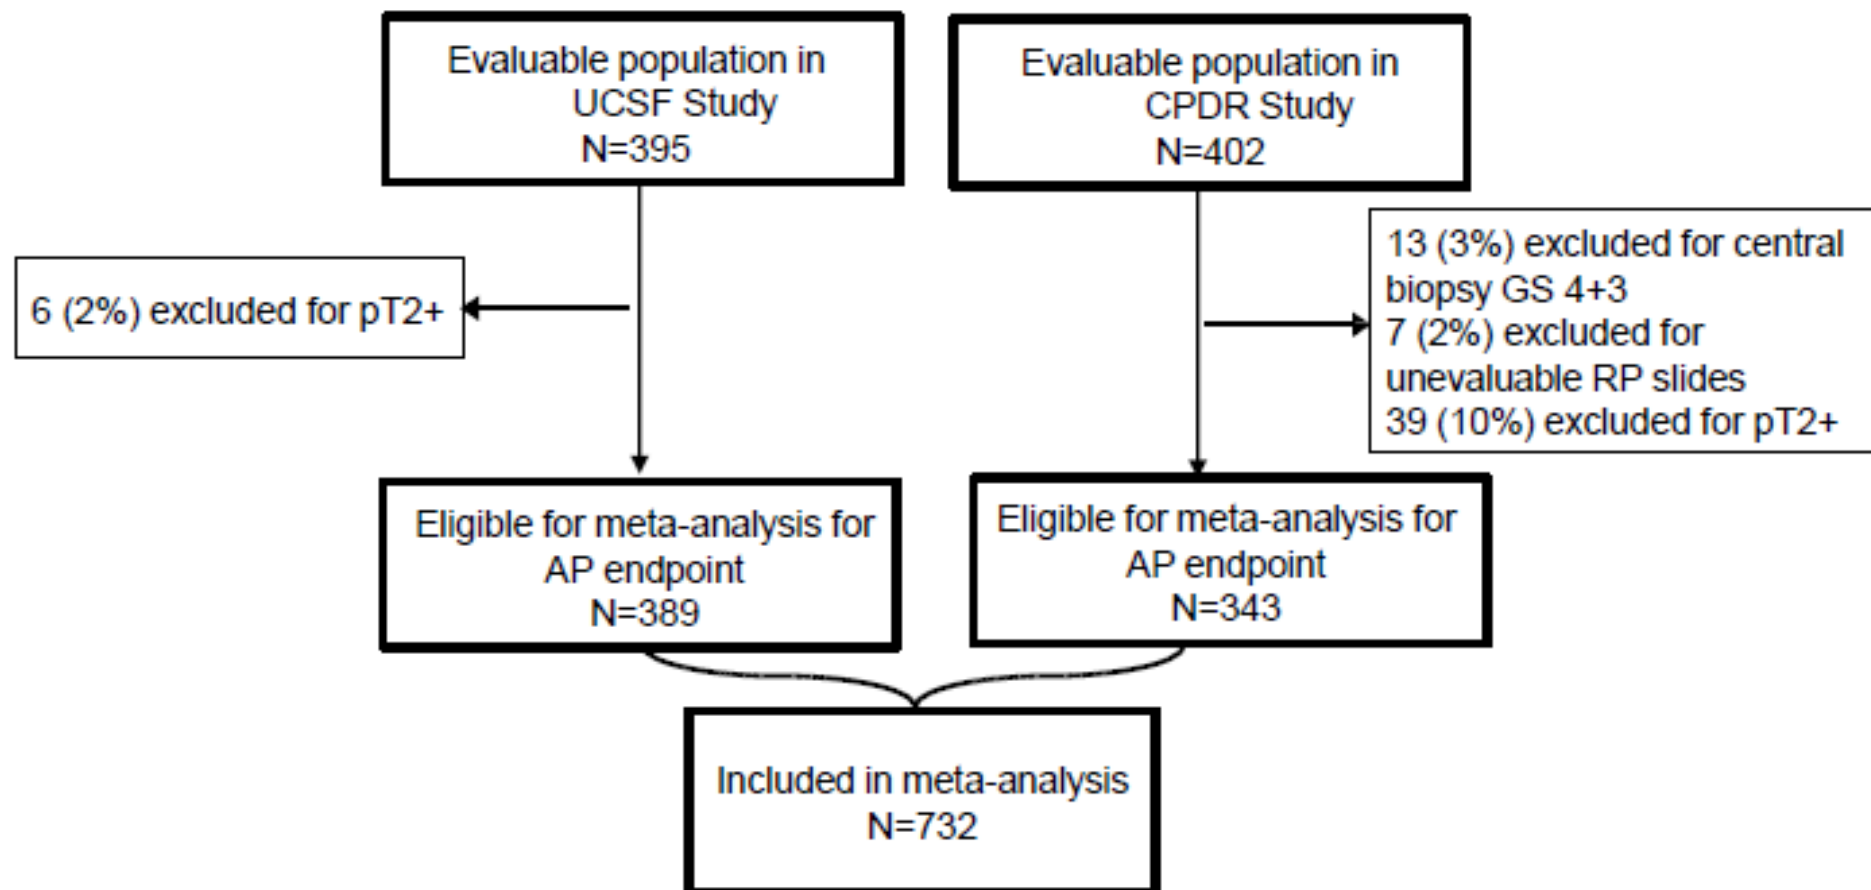 Evaluable population in
UCSF Study
N=395
Evaluable population in
CPDR Study
N=402
6 (2%) excluded for pT2+
13 (3%) excluded for central
biopsy GS 4+3
7 (2%) excluded for
unevaluable RP slides
39 (10%) excluded for pT2+
Eligible for meta-analysis for
AP endpoint
N=389
Eligible for meta-analysis for
AP endpoint
N=343
Included in meta-analysis
N=732